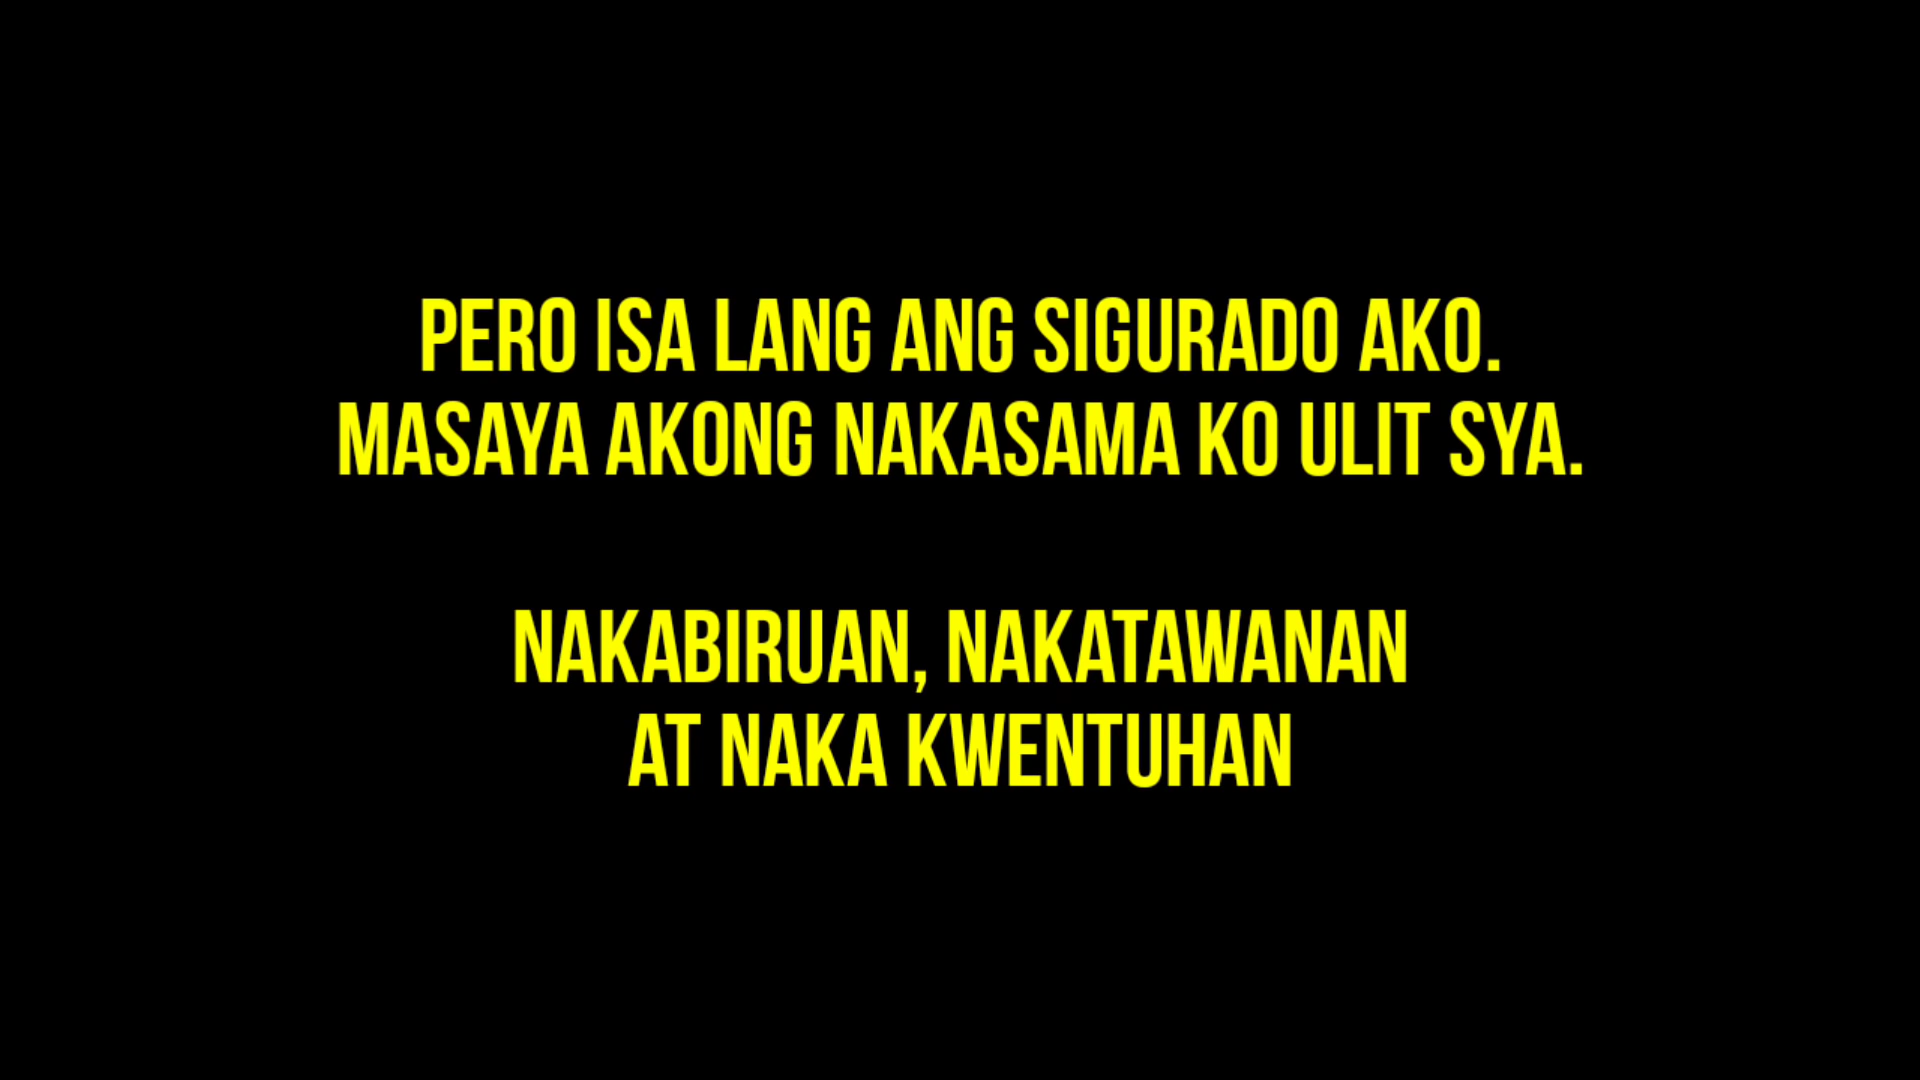 PERO ISA LANG ANG SIGURADO AKO.
MASAYA AKONG NAKASAMA KO ULIT SYA.
NAKABIRUAN, NAKATAWANAN
AT NAKA KWENTUHAN